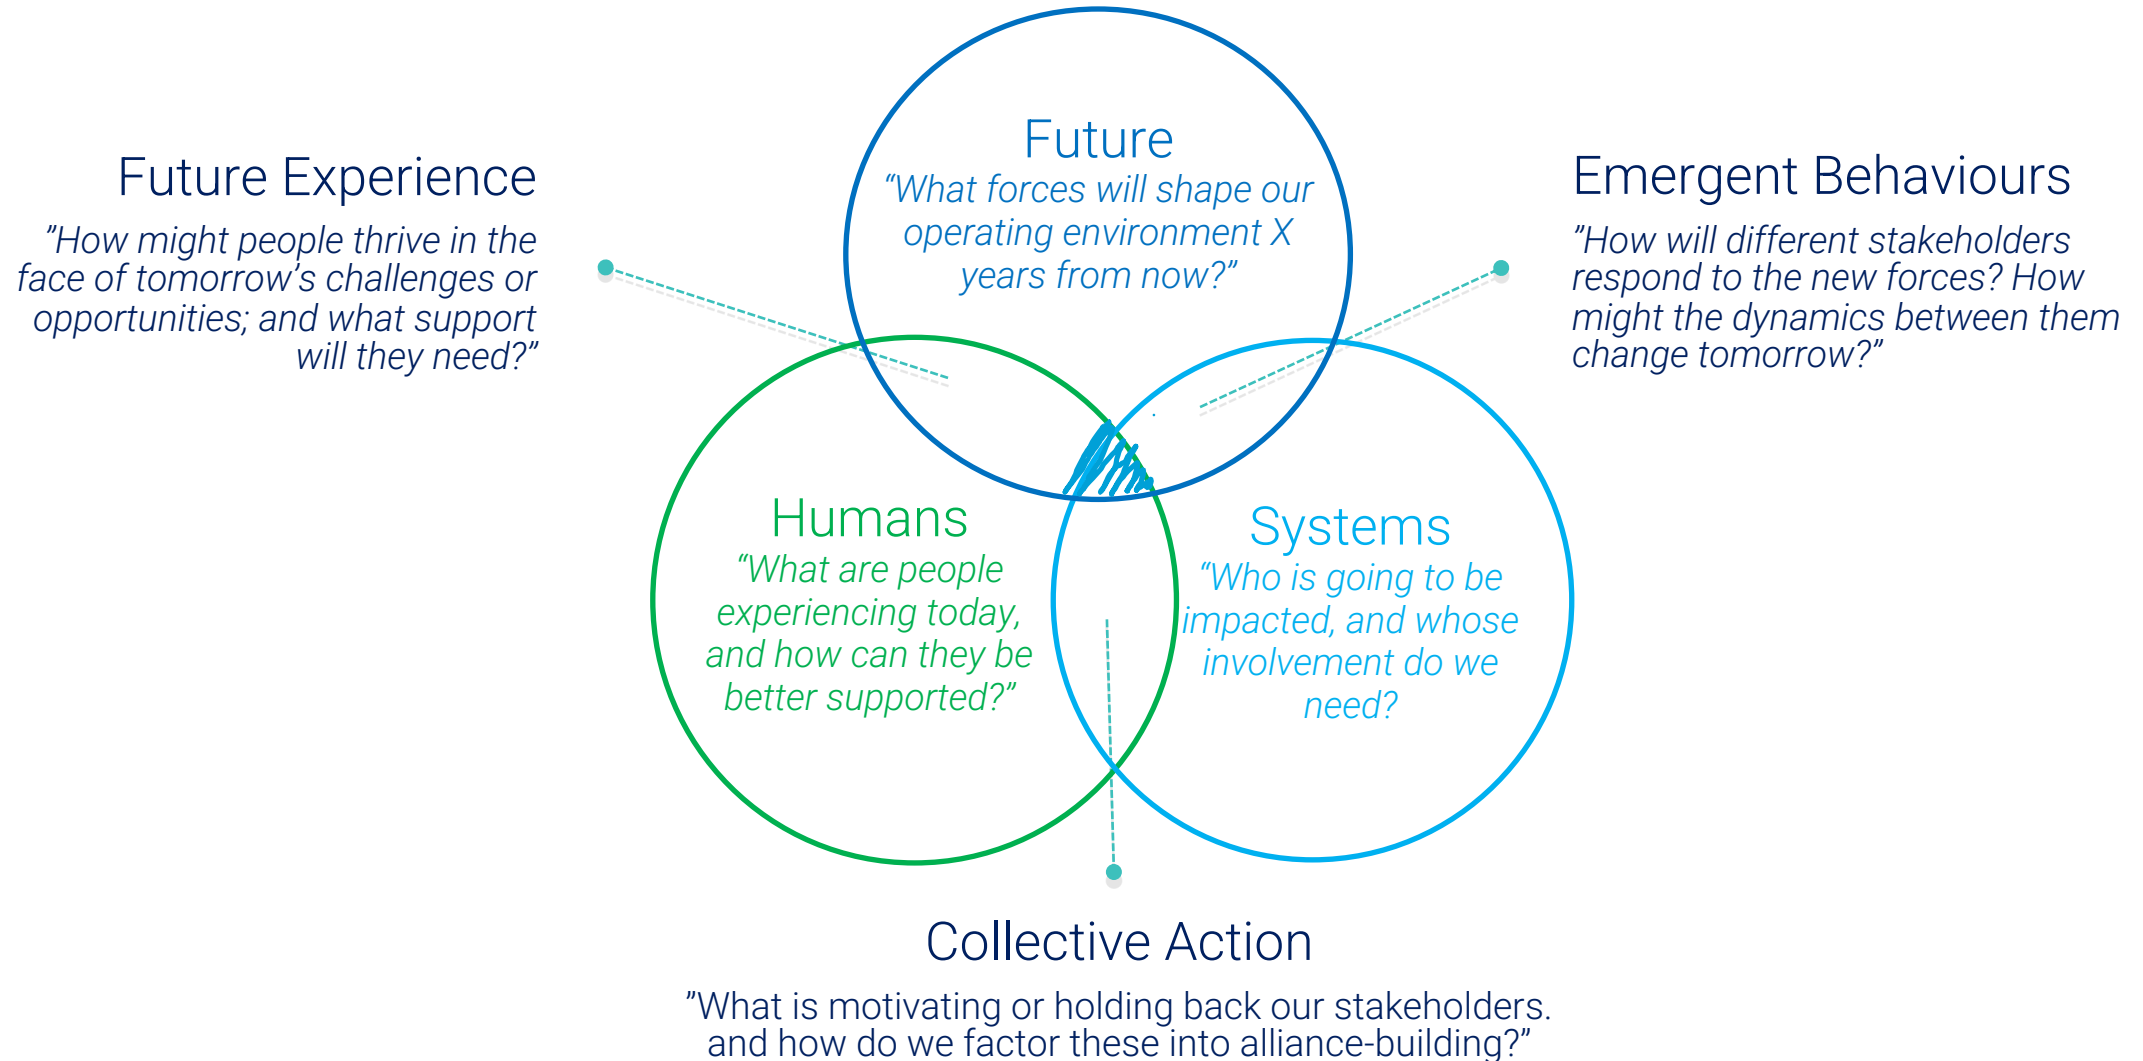 Future
“What forces will shape our
operating environment X
years from now?”
Future Experience
”How might people thrive in the
face of tomorrow’s challenges or
opportunities; and what support
will they need?”
Emergent Behaviours
”How will different stakeholders
respond to the new forces? How
might the dynamics between them
change tomorrow?”
Humans
“What are people
experiencing today,
and how can they be
better supported?”
Systems
“Who is going to be
impacted, and whose
involvement do we
need?
Collective Action
”What is motivating or holding back our stakeholders.
and how do we factor these into alliance-building?”